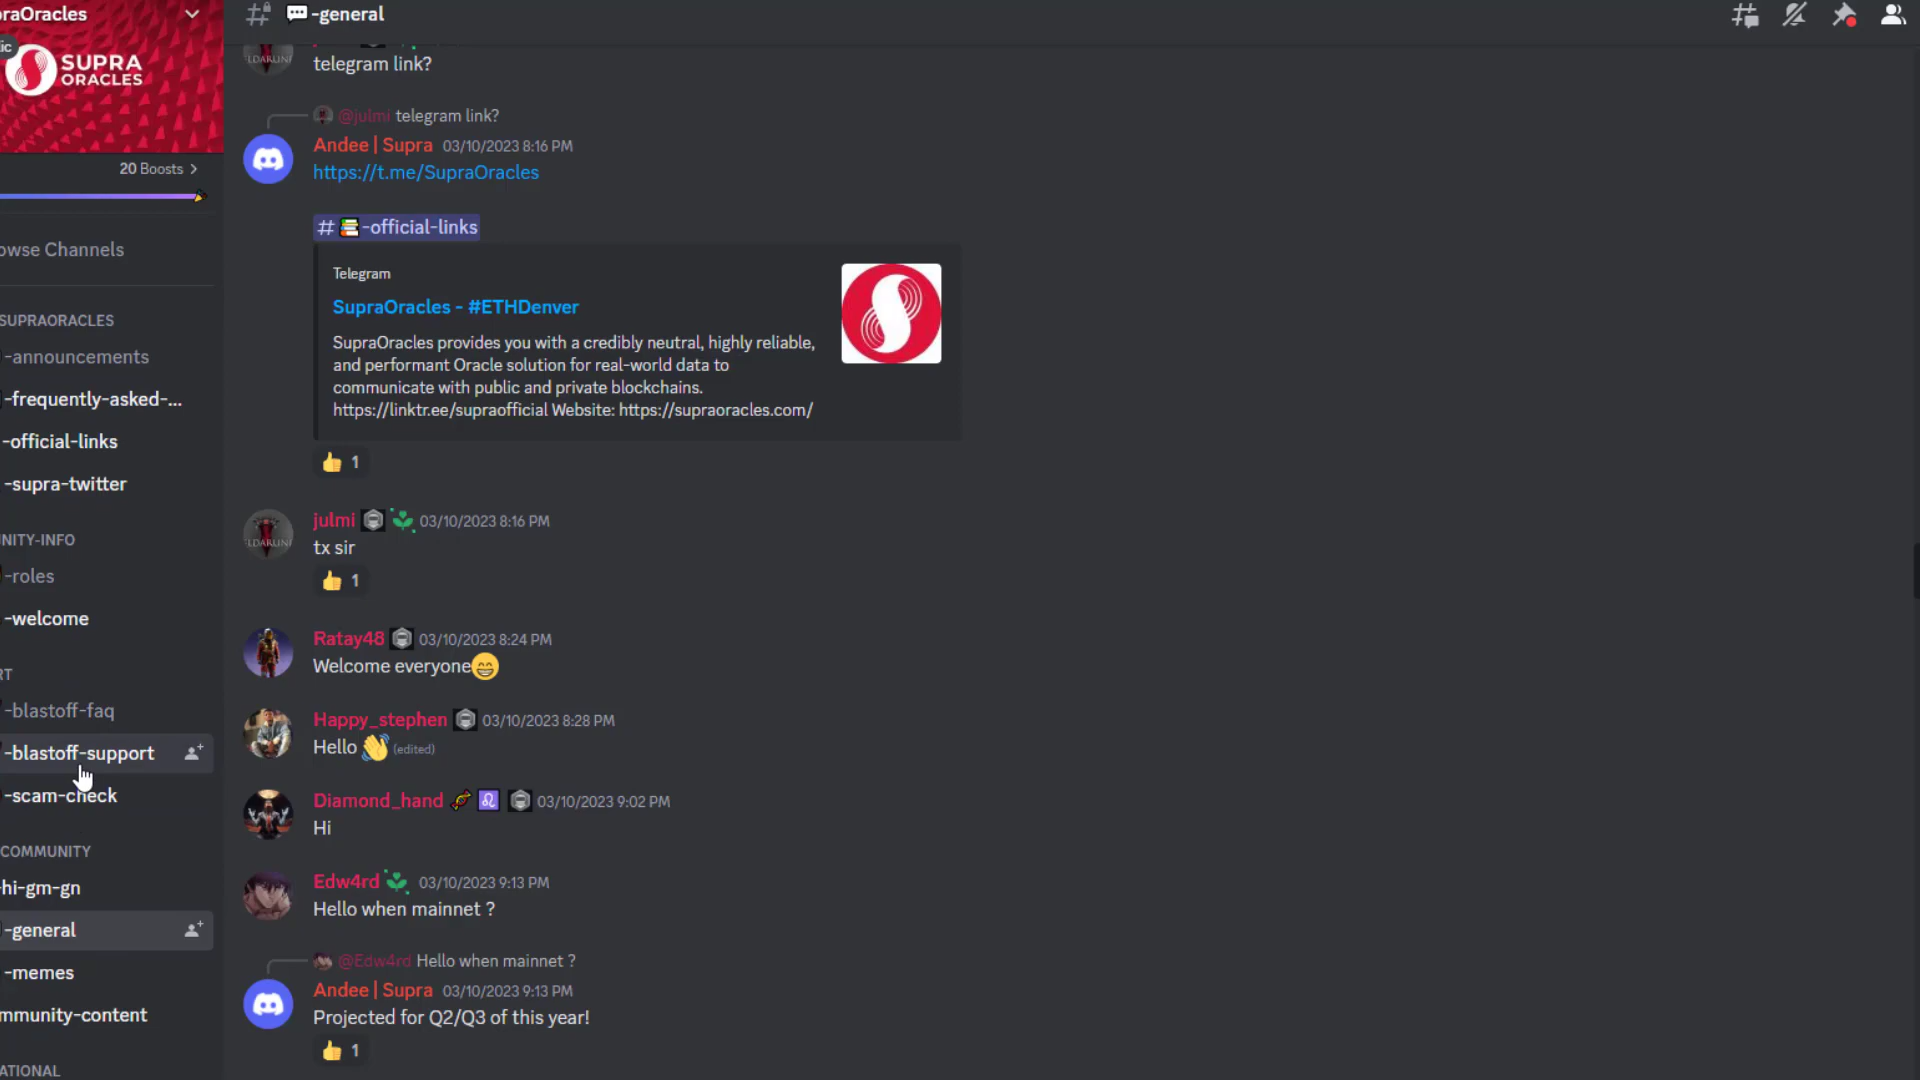 raOracles
ic
SUPRA
ORACLES
20 Boosts
owse Channels
SUPRAORACLES
-announcements
-frequently-asked-...
-official-links
-supra-twitter
NITY-INFO
-roles
-welcome
RT
-blastoff-faq
-blastoff-support
-scam-check
COMMUNITY
-hi-gm-gn
-general
-memes
mmunity-content
ATIONAL
-general
telegram link?
@julmi telegram link?
Andee | Supra 03/10/2023 8:16 PM
https://t.me/SupraOracles
# -official-links
Telegram
SupraOracles - #ETHDenver
SupraOracles provides you with a credibly neutral, highly reliable,
and performant Oracle solution for real-world data to
communicate with public and private blockchains.
https://linktr.ee/supraofficial Website: https://supraoracles.com/
1
julmi 03/10/2023 8:16 PM
tx sir
1
Ratay48 03/10/2023 8:24 PM
Welcome everyone😁
Happy_stephen 03/10/2023 8:28 PM
Hello 👋 (edited)
Diamond_hand 03/10/2023 9:02 PM
Hi
Edw4rd 03/10/2023 9:13 PM
Hello when mainnet ?
@Edw4rd Hello when mainnet ?
Andee | Supra 03/10/2023 9:13 PM
Projected for Q2/Q3 of this year!
1